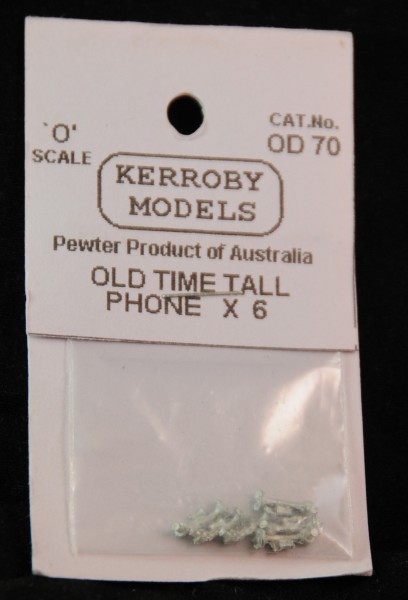 'O'
SCALE
CAT.No.
OD 70
KERROBY
MODELS
Pewter Product of Australia
OLD TIME TALL
PHONE X 6